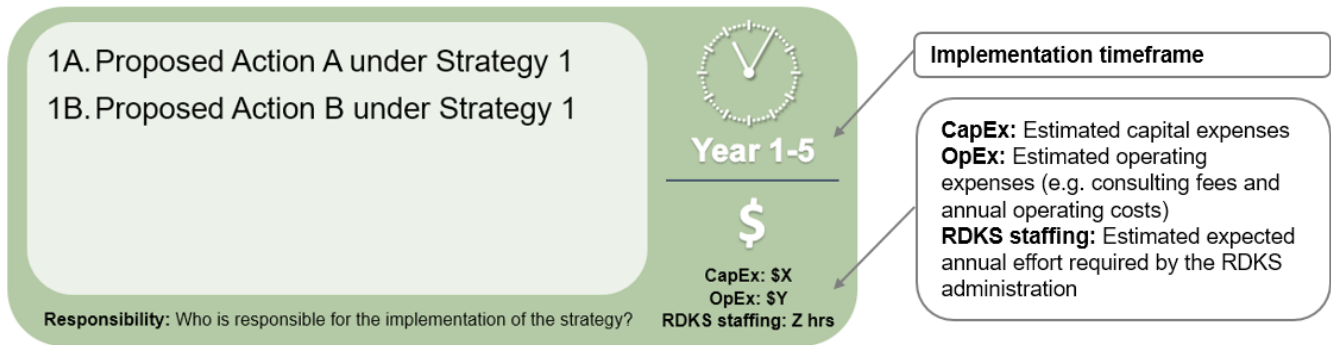 1A. Proposed Action A under Strategy 1
1B. Proposed Action B under Strategy 1
Responsibility: Who is responsible for the implementation of the strategy?
Year 1-5
$
CapEx: $X
OpEx: $Y
RDKS staffing: Z hrs
Implementation timeframe
CapEx: Estimated capital expenses
OpEx: Estimated operating
expenses (e.g. consulting fees and
annual operating costs)
RDKS staffing: Estimated expected
annual effort required by the RDKS
administration